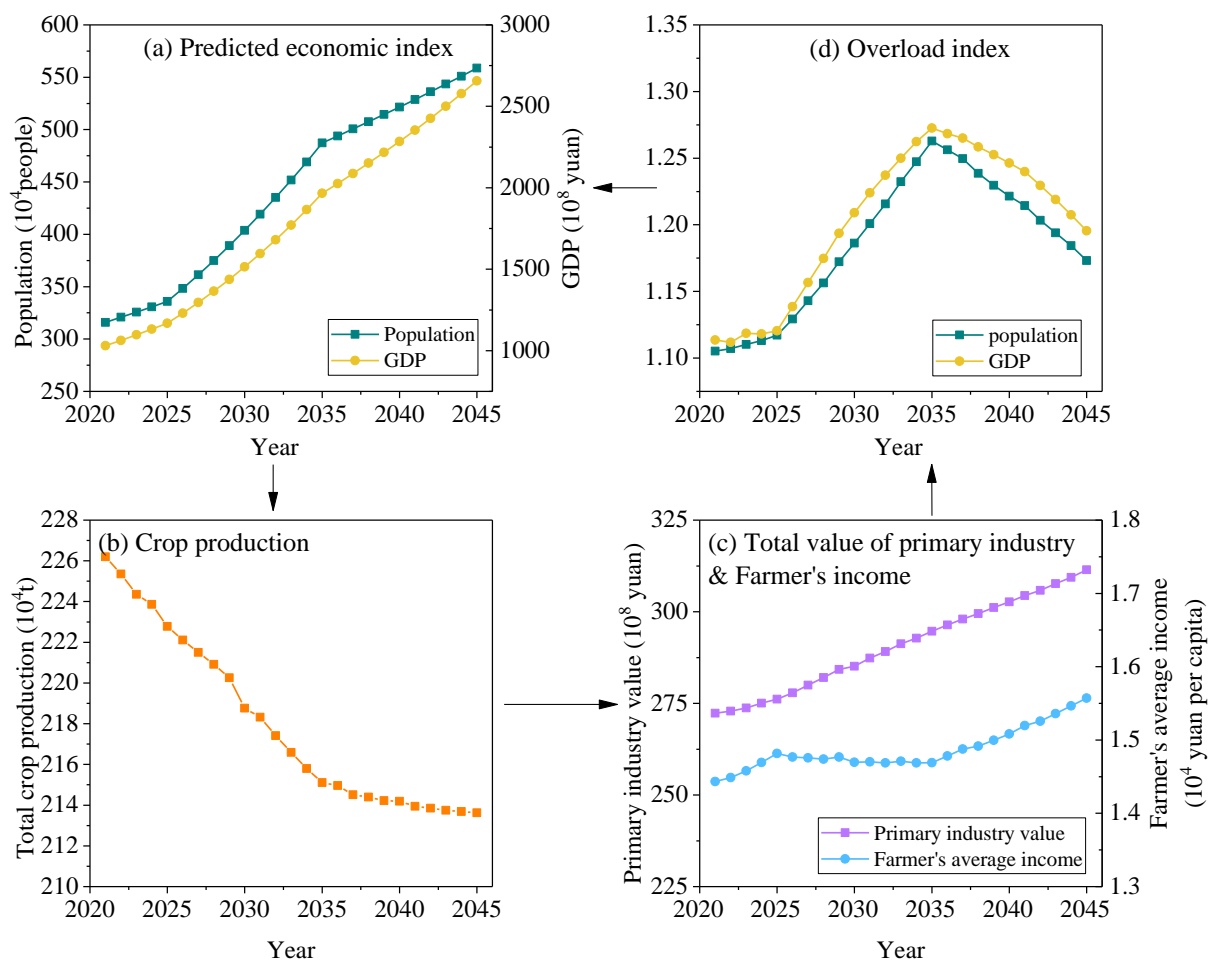 (a) Predicted economic index
600
550
500
450
400
350
300
250
Population (10⁴people)
3000
2500
2000
1500
1000
GDP (10⁸ yuan)
Population
GDP
2020 2025 2030 2035 2040 2045
Year
(d) Overload index
1.35
1.30
1.25
1.20
1.15
1.10
population
GDP
2020 2025 2030 2035 2040 2045
Year
(b) Crop production
228
226
224
222
220
218
216
214
212
210
Total crop production (10⁴t)
2020 2025 2030 2035 2040 2045
Year
(c) Total value of primary industry
& Farmer's income
325
300
275
250
225
Primary industry value (10⁸ yuan)
1.8
1.7
1.6
1.5
1.4
1.3
Farmer's average income
(10⁴ yuan per capita)
Primary industry value
Farmer's average income
2020 2025 2030 2035 2040 2045
Year